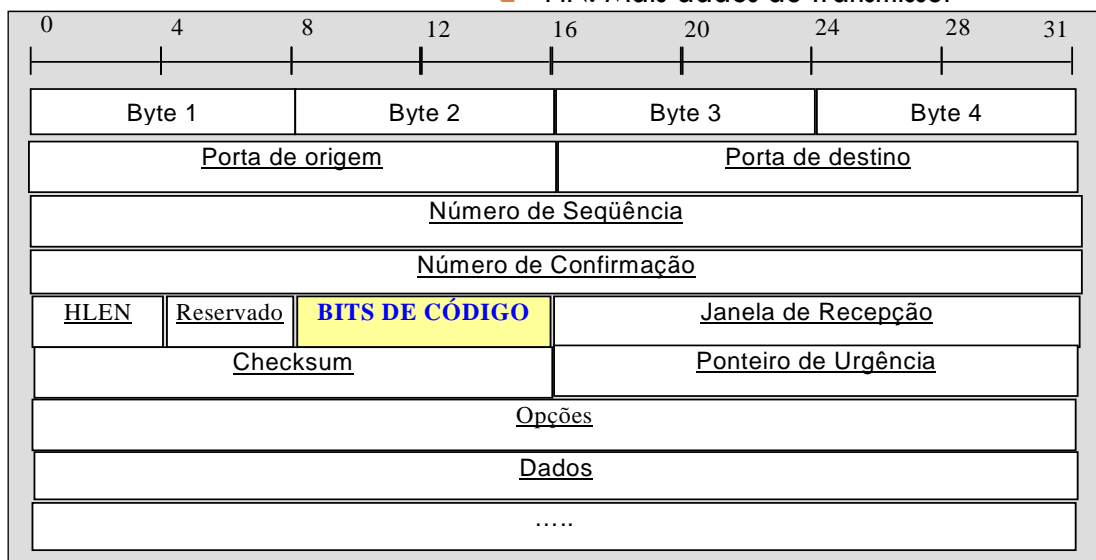 0 4 8 12 16 20 24 28 31
Byte 1 Byte 2 Byte 3 Byte 4
Porta de origem Porta de destino
Número de Seqüência
Número de Confirmação
HLEN Reservado BITS DE CÓDIGO Janela de Recepção
Checksum Ponteiro de Urgência
Opções
Dados
.....